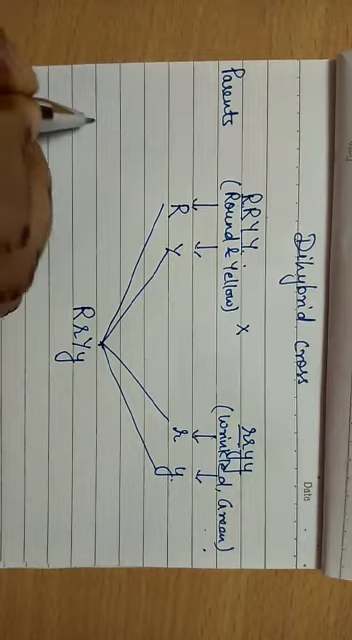 Date
Dihybrid Cross
Parents RRYY x rryy
(Round & Yellow) (Wrinkled, Green)
R Y r y
RrYy